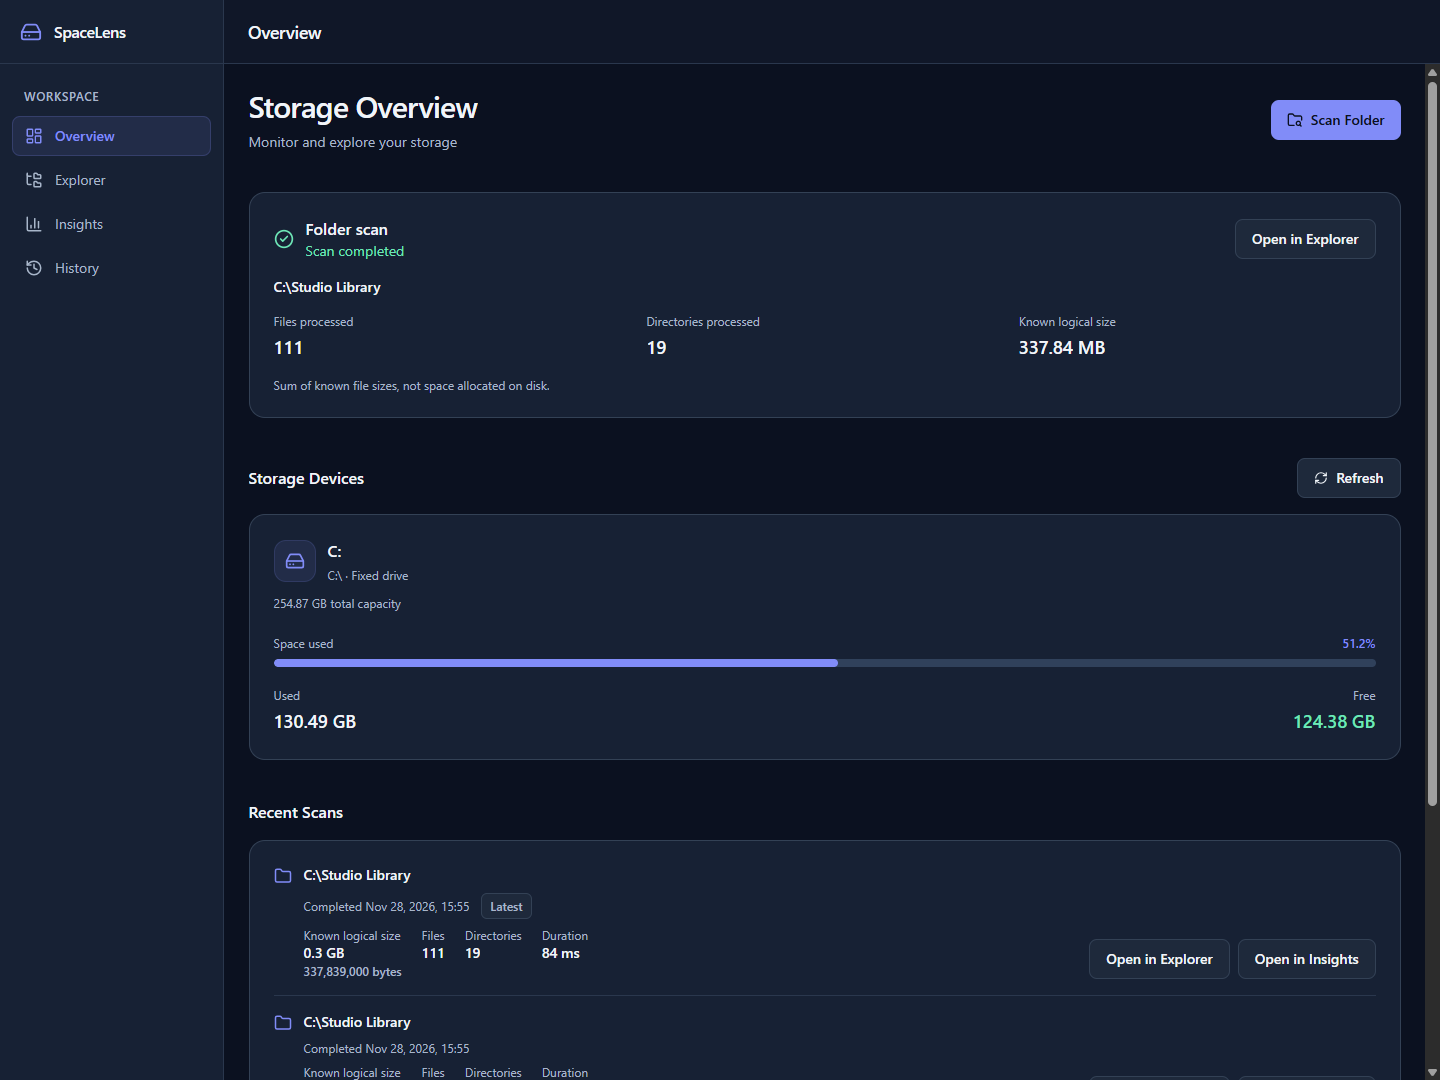 SpaceLens
Overview
WORKSPACE
Overview
Explorer
Insights
History
Storage Overview
Monitor and explore your storage
Scan Folder
Folder scan
Scan completed
Open in Explorer
C:\Studio Library
Files processed
111
Directories processed
19
Known logical size
337.84 MB
Sum of known file sizes, not space allocated on disk.
Storage Devices
Refresh
C:
C:\ · Fixed drive
254.87 GB total capacity
Space used
51.2%
Used
130.49 GB
Free
124.38 GB
Recent Scans
C:\Studio Library
Completed Nov 28, 2026, 15:55 Latest
Known logical size Files Directories Duration
0.3 GB 111 19 84 ms
337,839,000 bytes
Open in Explorer
Open in Insights
C:\Studio Library
Completed Nov 28, 2026, 15:55
Known logical size Files Directories Duration